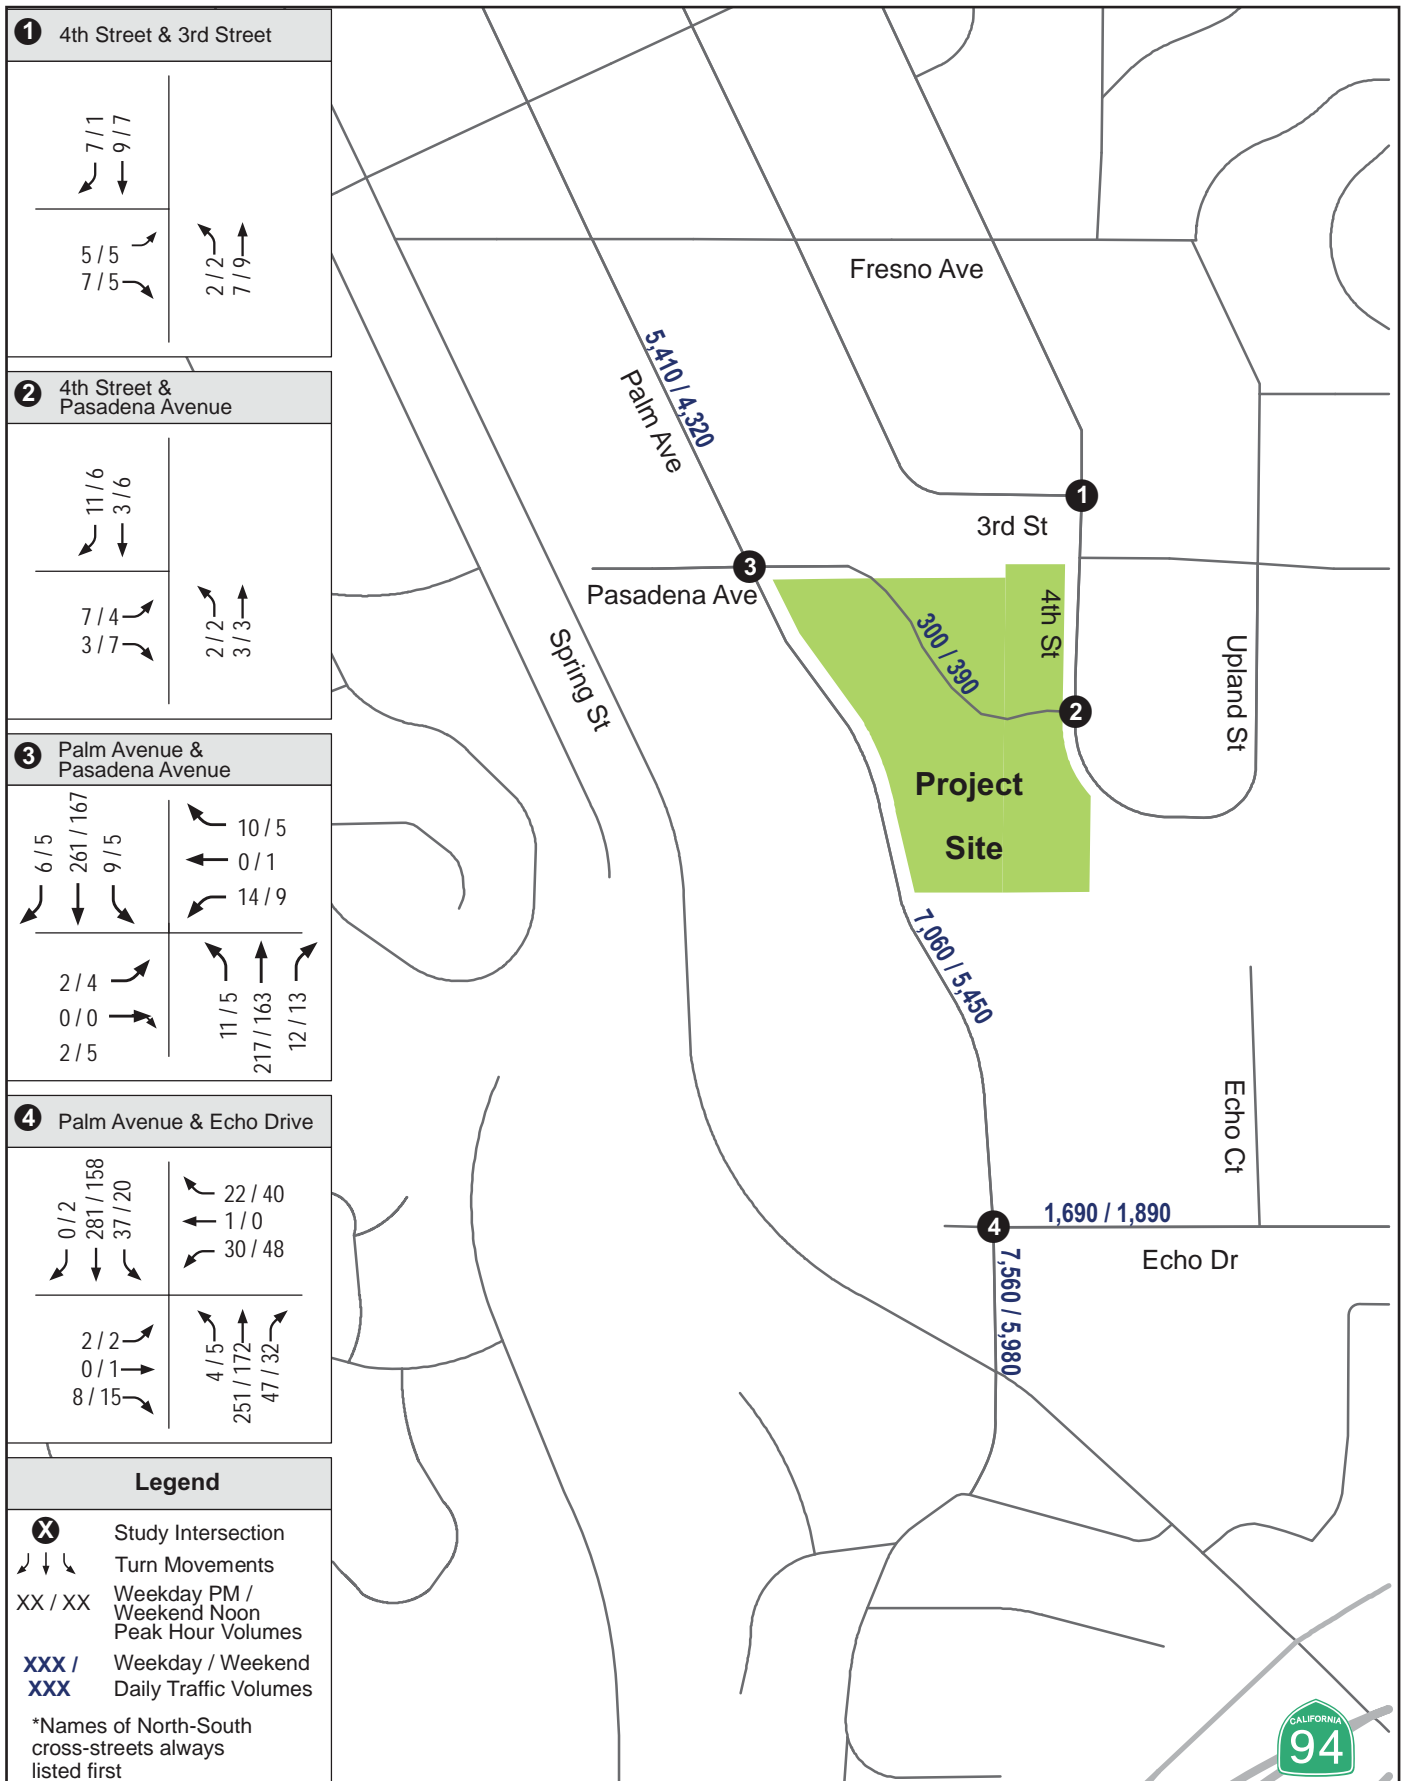 1 4th Street & 3rd Street
7 / 1
9 / 7
5 / 5
7 / 5
2 / 2
7 / 9
2 4th Street &
Pasadena Avenue
11 / 6
3 / 6
7 / 4
3 / 7
2 / 2
3 / 3
3 Palm Avenue &
Pasadena Avenue
6 / 5
261 / 167
9 / 5
10 / 5
0 / 1
14 / 9
2 / 4
0 / 0
2 / 5
11 / 5
217 / 163
12 / 13
4 Palm Avenue & Echo Drive
0 / 2
281 / 158
37 / 20
22 / 40
1 / 0
30 / 48
2 / 2
0 / 1
8 / 15
4 / 5
251 / 172
47 / 32
Legend
X Study Intersection
Turn Movements
XX / XX Weekday PM /
Weekend Noon
Peak Hour Volumes
XXX / Weekday / Weekend
XXX Daily Traffic Volumes
*Names of North-South
cross-streets always
listed first
Fresno Ave
5,410 / 4,320
Palm Ave
1
3rd St
3
Pasadena Ave
4th St
300 / 390
Spring St
Upland St
2
Project
Site
7,060 / 5,450
Echo Ct
4
1,690 / 1,890
Echo Dr
7,560 / 5,980
CALIFORNIA
94